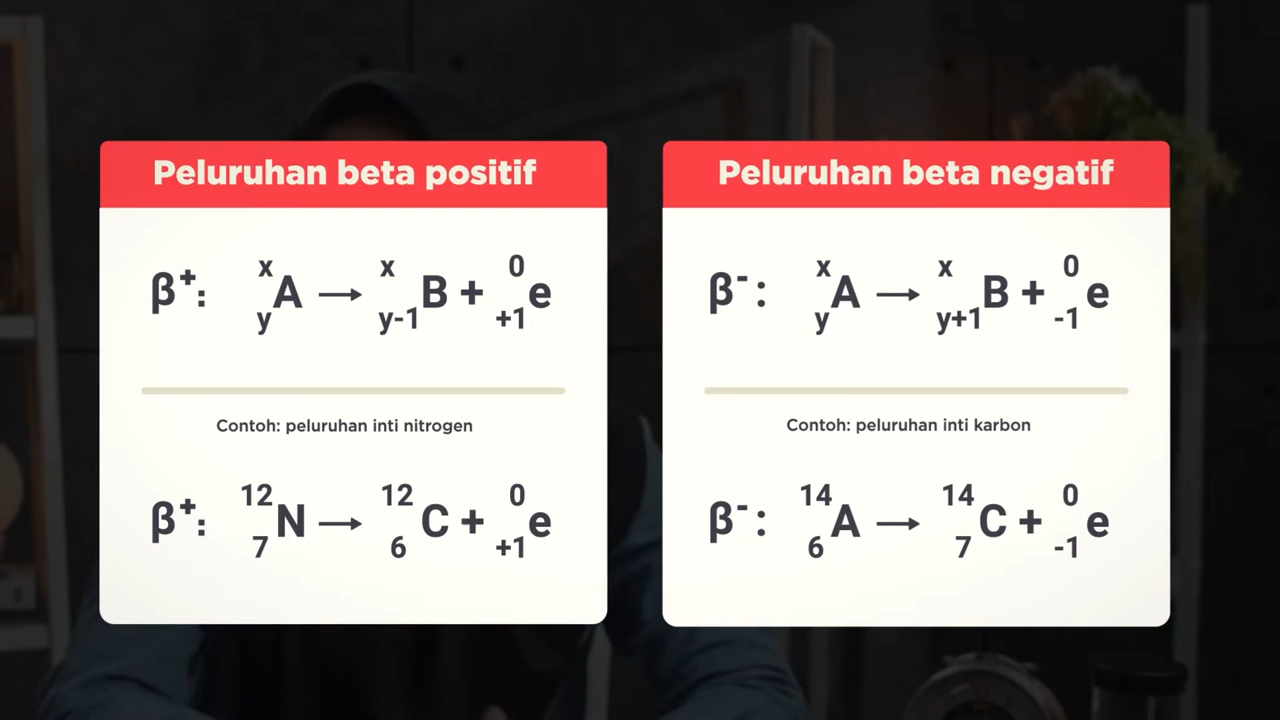 Peluruhan beta positif
β⁺: ˣᵧA → ˣᵧ₋₁B + ⁰₊₁e
Contoh: peluruhan inti nitrogen
β⁺: ¹²₇N → ¹²₆C + ⁰₊₁e
Peluruhan beta negatif
β⁻: ˣᵧA → ˣᵧ₊₁B + ⁰₋₁e
Contoh: peluruhan inti karbon
β⁻: ¹⁴₆A → ¹⁴₇C + ⁰₋₁e